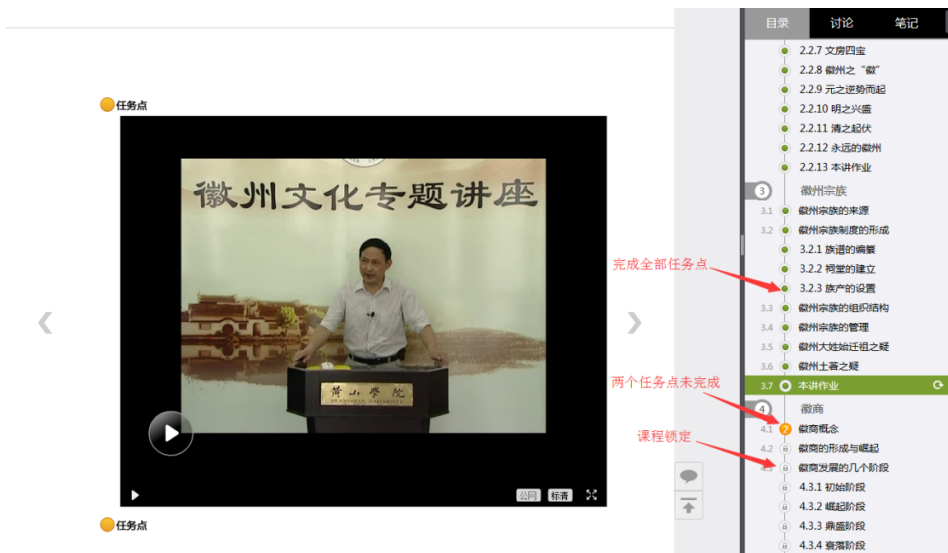 任务点
徽州文化专题讲座
黄山学院
公网
标清
任务点
完成全部任务点
两个任务点未完成
课程锁定
目录
讨论
笔记
2.2.7 文房四宝
2.2.8 徽州之“徽”
2.2.9 元之逆势而起
2.2.10 明之兴盛
2.2.11 清之起伏
2.2.12 永远的徽州
2.2.13 本讲作业
3 徽州宗族
3.1 徽州宗族的来源
3.2 徽州宗族制度的形成
3.2.1 族谱的编纂
3.2.2 祠堂的建立
3.2.3 族产的设置
3.3 徽州宗族的组织结构
3.4 徽州宗族的管理
3.5 徽州大姓始迁祖之疑
3.6 徽州土著之疑
3.7 本讲作业
4 徽商
4.1 2 徽商概念
4.2 徽商的形成与崛起
4.3 徽商发展的几个阶段
4.3.1 初始阶段
4.3.2 崛起阶段
4.3.3 鼎盛阶段
4.3.4 衰落阶段